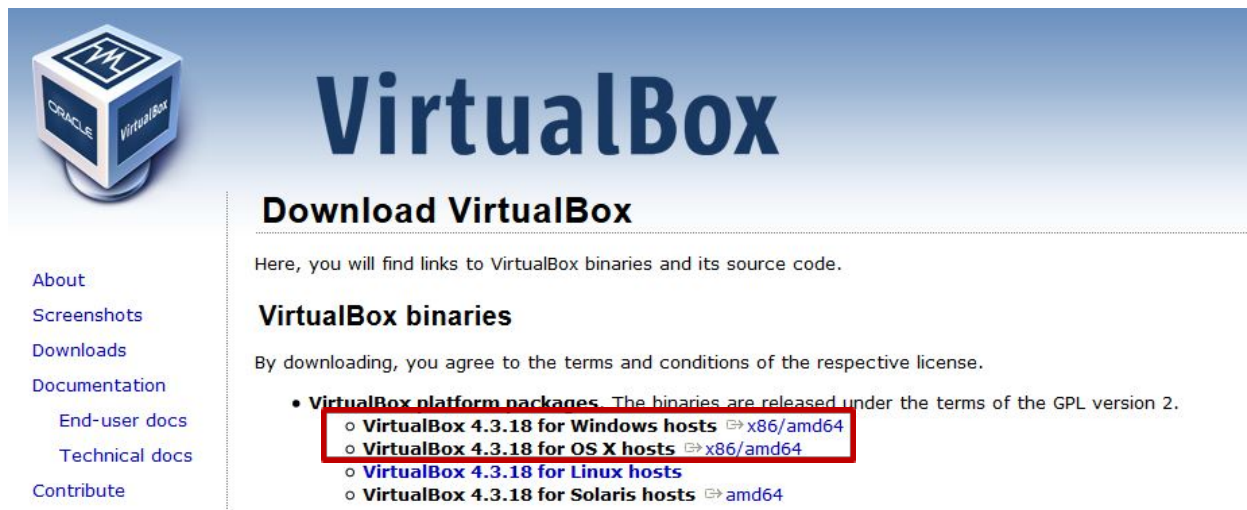 ORACLE
VirtualBox
VirtualBox
Download VirtualBox
Here, you will find links to VirtualBox binaries and its source code.
VirtualBox binaries
By downloading, you agree to the terms and conditions of the respective license.
• VirtualBox platform packages. The binaries are released under the terms of the GPL version 2.
○ VirtualBox 4.3.18 for Windows hosts x86/amd64
○ VirtualBox 4.3.18 for OS X hosts x86/amd64
○ VirtualBox 4.3.18 for Linux hosts
○ VirtualBox 4.3.18 for Solaris hosts amd64
About
Screenshots
Downloads
Documentation
End-user docs
Technical docs
Contribute